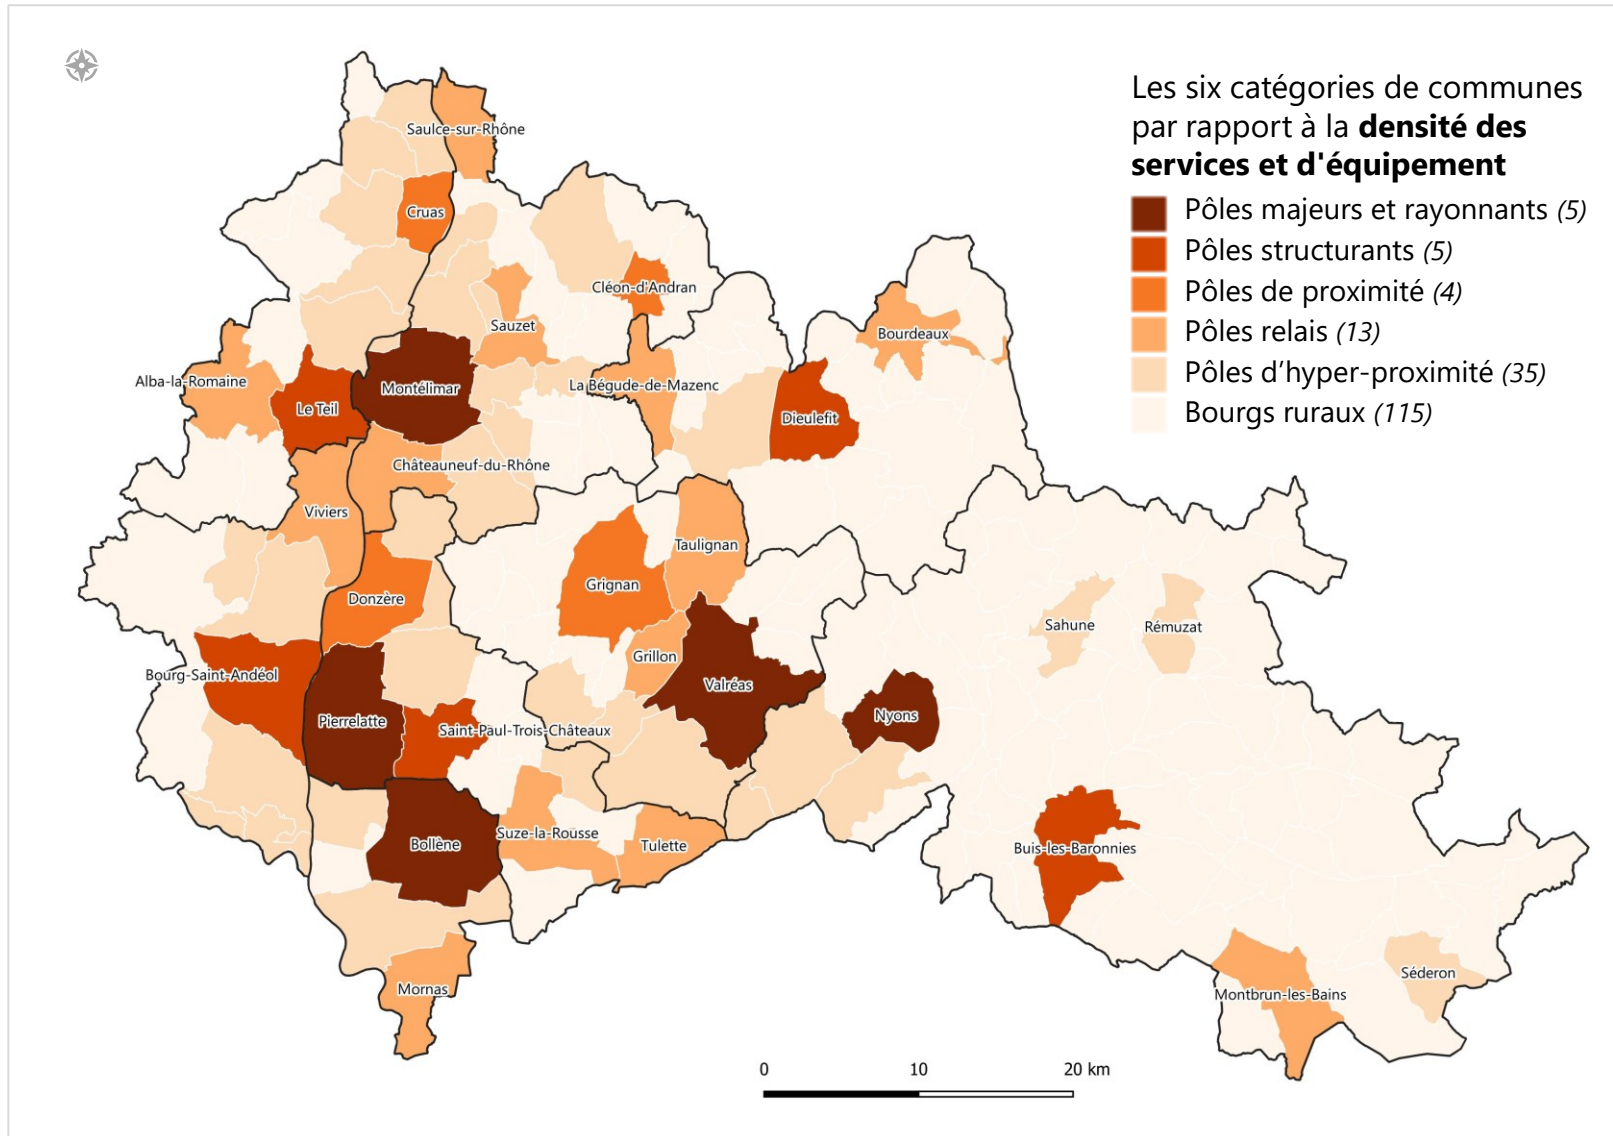 Les six catégories de communes
par rapport à la densité des
services et d'équipement
Pôles majeurs et rayonnants (5)
Pôles structurants (5)
Pôles de proximité (4)
Pôles relais (13)
Pôles d’hyper-proximité (35)
Bourgs ruraux (115)
Saulce-sur-Rhône
Cruas
Cléon-d'Andran
Sauzet
Bourdeaux
Alba-la-Romaine
Montélimar
La Bégude-de-Mazenc
Le Teil
Dieulefit
Châteauneuf-du-Rhône
Viviers
Taulignan
Grignan
Donzère
Sahune
Rémuzat
Grillon
Bourg-Saint-Andéol
Valréas
Nyons
Pierrelatte
Saint-Paul-Trois-Châteaux
Suze-la-Rousse
Bollène
Tulette
Buis-les-Baronnies
Séderon
Mornas
Montbrun-les-Bains
0 10 20 km